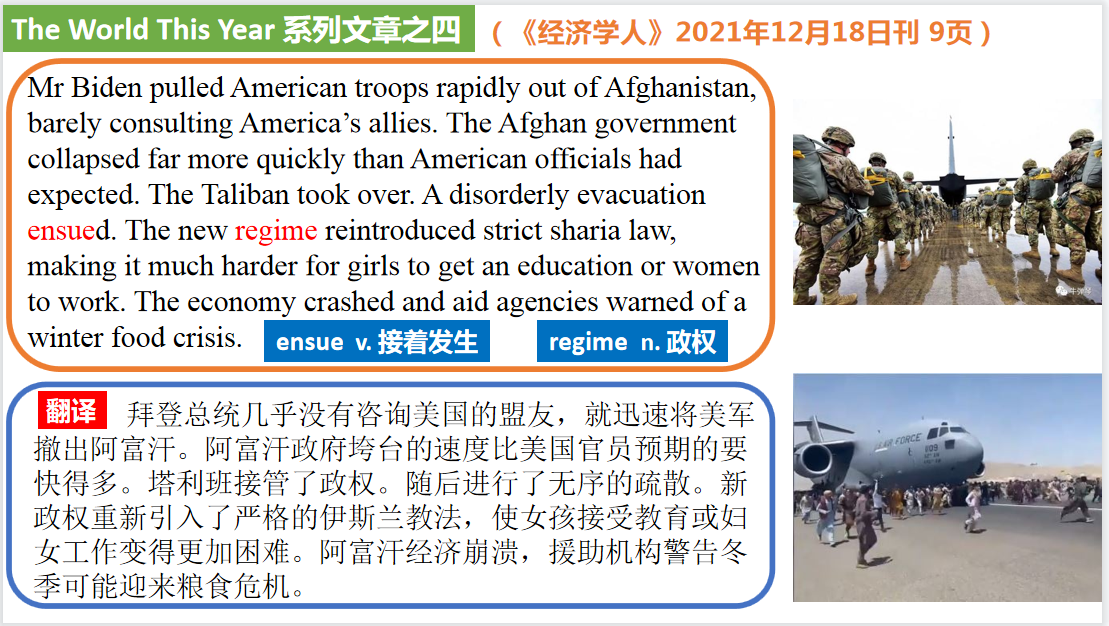 The World This Year 系列文章之四
（《经济学人》2021年12月18日刊 9页）
Mr Biden pulled American troops rapidly out of Afghanistan,
barely consulting America's allies. The Afghan government
collapsed far more quickly than American officials had
expected. The Taliban took over. A disorderly evacuation
ensued. The new regime reintroduced strict sharia law,
making it much harder for girls to get an education or women
to work. The economy crashed and aid agencies warned of a
winter food crisis.
ensue v. 接着发生
regime n. 政权
翻译 拜登总统几乎没有咨询美国的盟友，就迅速将美军
撤出阿富汗。阿富汗政府垮台的速度比美国官员预期的要
快得多。塔利班接管了政权。随后进行了无序的疏散。新
政权重新引入了严格的伊斯兰教法，使女孩接受教育或妇
女工作变得更加困难。阿富汗经济崩溃，援助机构警告冬
季可能迎来粮食危机。
US AIR FORCE